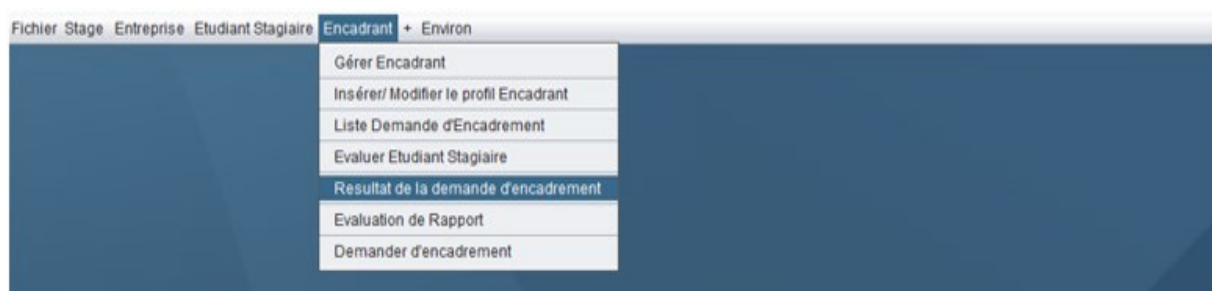 Fichier Stage Entreprise Etudiant Stagiaire Encadrant + Environ
Gérer Encadrant
Insérer/ Modifier le profil Encadrant
Liste Demande d'Encadrement
Evaluer Etudiant Stagiaire
Resultat de la demande d'encadrement
Evaluation de Rapport
Demander d'encadrement